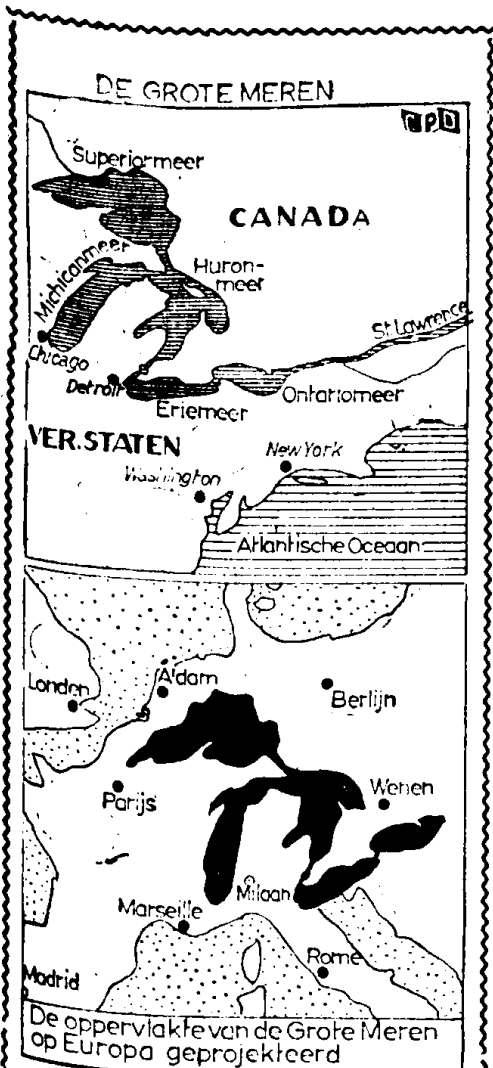 DE GROTE MEREN
CPD
Superiormeer
CANADA
Michicanmeer
Huron-
meer
St Lawrence
Chicago
Detroit
Eriemeer
Ontariomeer
VER. STATEN
New York
Washington
Atlantische Oceaan
Londen
A'dam
Berlijn
Parijs
Wenen
Milaan
Marseille
Rome
Madrid
De oppervlakte van de Grote Meren
op Europa geprojekteerd